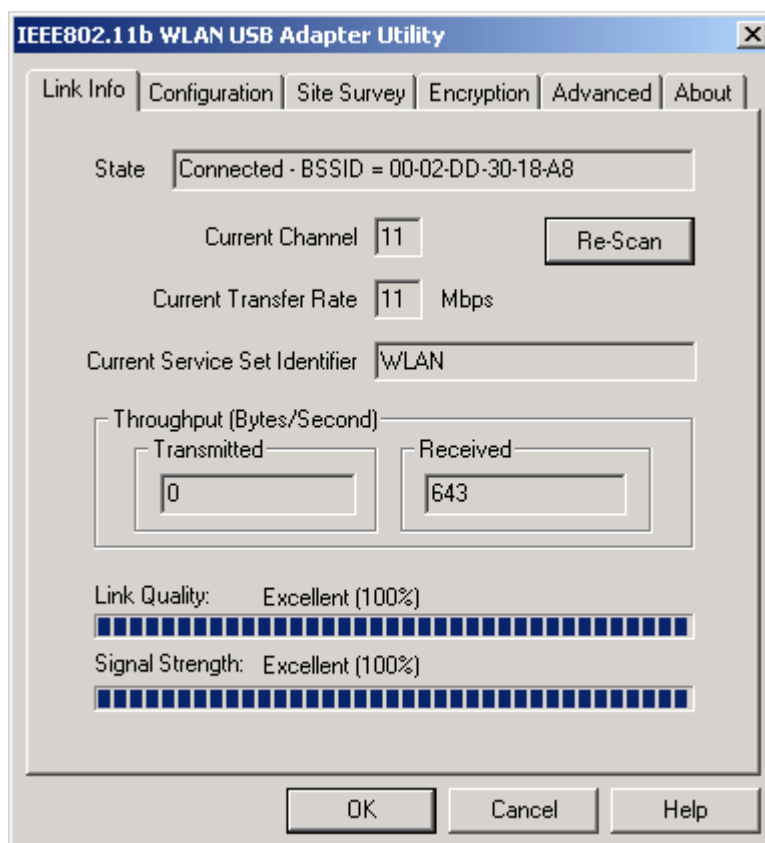 IEEE802.11b WLAN USB Adapter Utility
Link Info Configuration Site Survey Encryption Advanced About
State Connected - BSSID = 00-02-DD-30-18-A8
Current Channel 11 Re-Scan
Current Transfer Rate 11 Mbps
Current Service Set Identifier WLAN
Throughput (Bytes/Second)
Transmitted Received
0 643
Link Quality: Excellent (100%)
Signal Strength: Excellent (100%)
OK Cancel Help